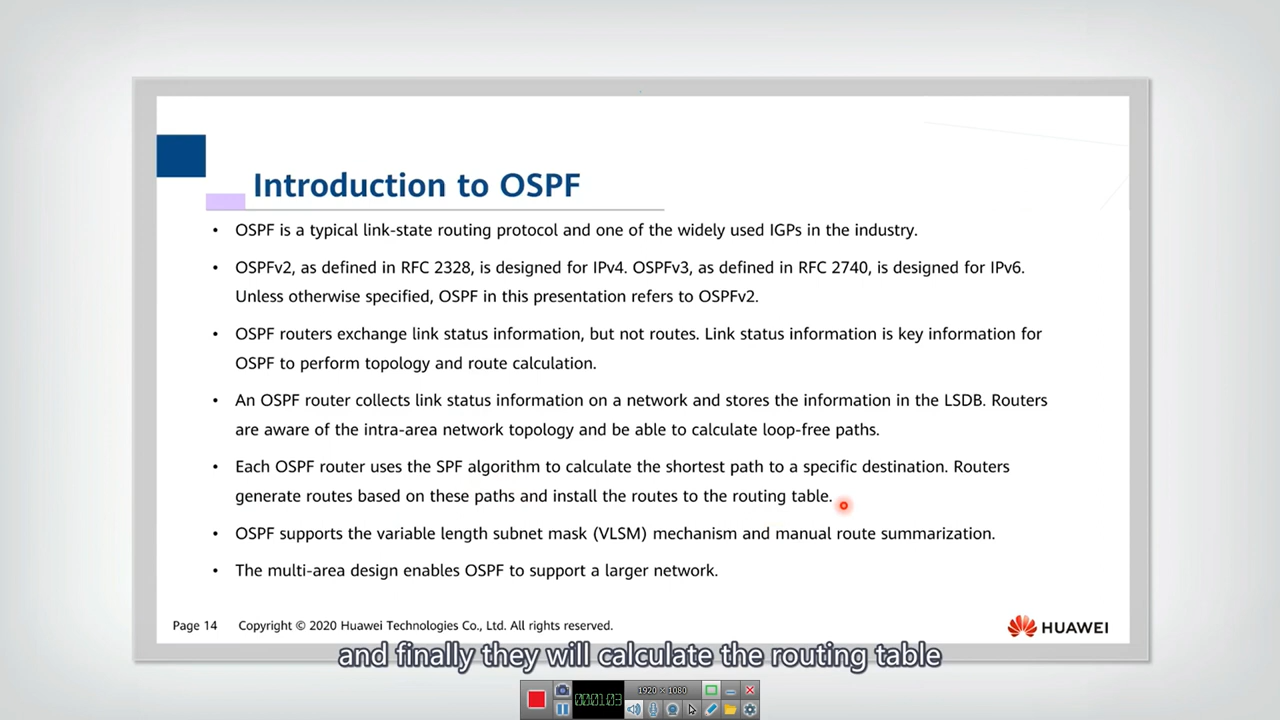 Introduction to OSPF
• OSPF is a typical link-state routing protocol and one of the widely used IGPs in the industry.
• OSPFv2, as defined in RFC 2328, is designed for IPv4. OSPFv3, as defined in RFC 2740, is designed for IPv6.
Unless otherwise specified, OSPF in this presentation refers to OSPFv2.
• OSPF routers exchange link status information, but not routes. Link status information is key information for
OSPF to perform topology and route calculation.
• An OSPF router collects link status information on a network and stores the information in the LSDB. Routers
are aware of the intra-area network topology and be able to calculate loop-free paths.
• Each OSPF router uses the SPF algorithm to calculate the shortest path to a specific destination. Routers
generate routes based on these paths and install the routes to the routing table.
• OSPF supports the variable length subnet mask (VLSM) mechanism and manual route summarization.
• The multi-area design enables OSPF to support a larger network.
Page 14 Copyright © 2020 Huawei Technologies Co., Ltd. All rights reserved.
HUAWEI
and finally they will calculate the routing table
000:01:03
1920 × 1080